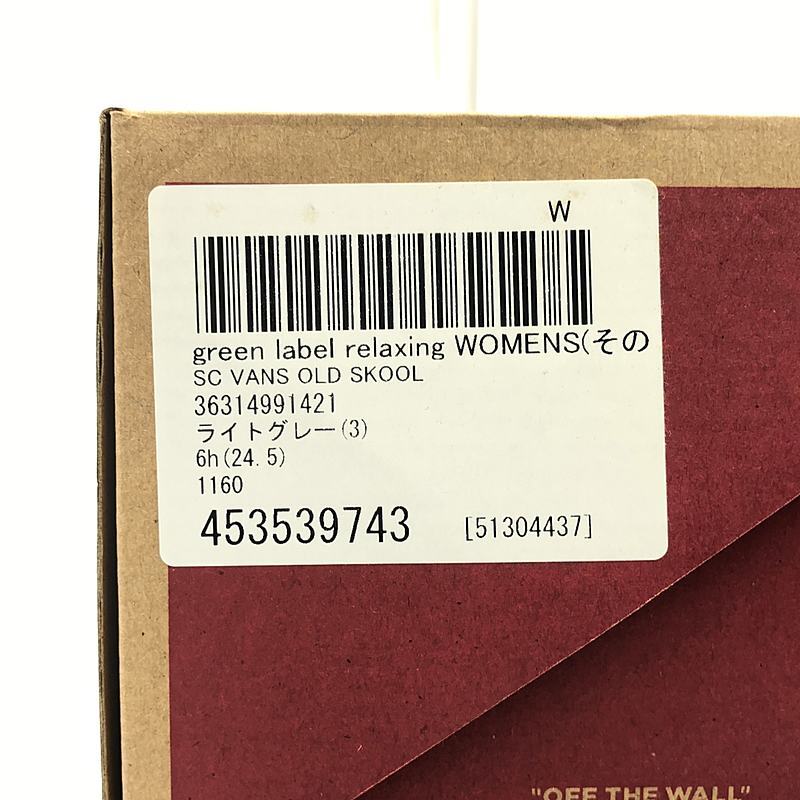 W
green label relaxing WOMENS(その
SC VANS OLD SKOOL
36314991421
ライトグレー(3)
6h(24.5)
1160
453539743 [51304437]
"OFF THE WALL"